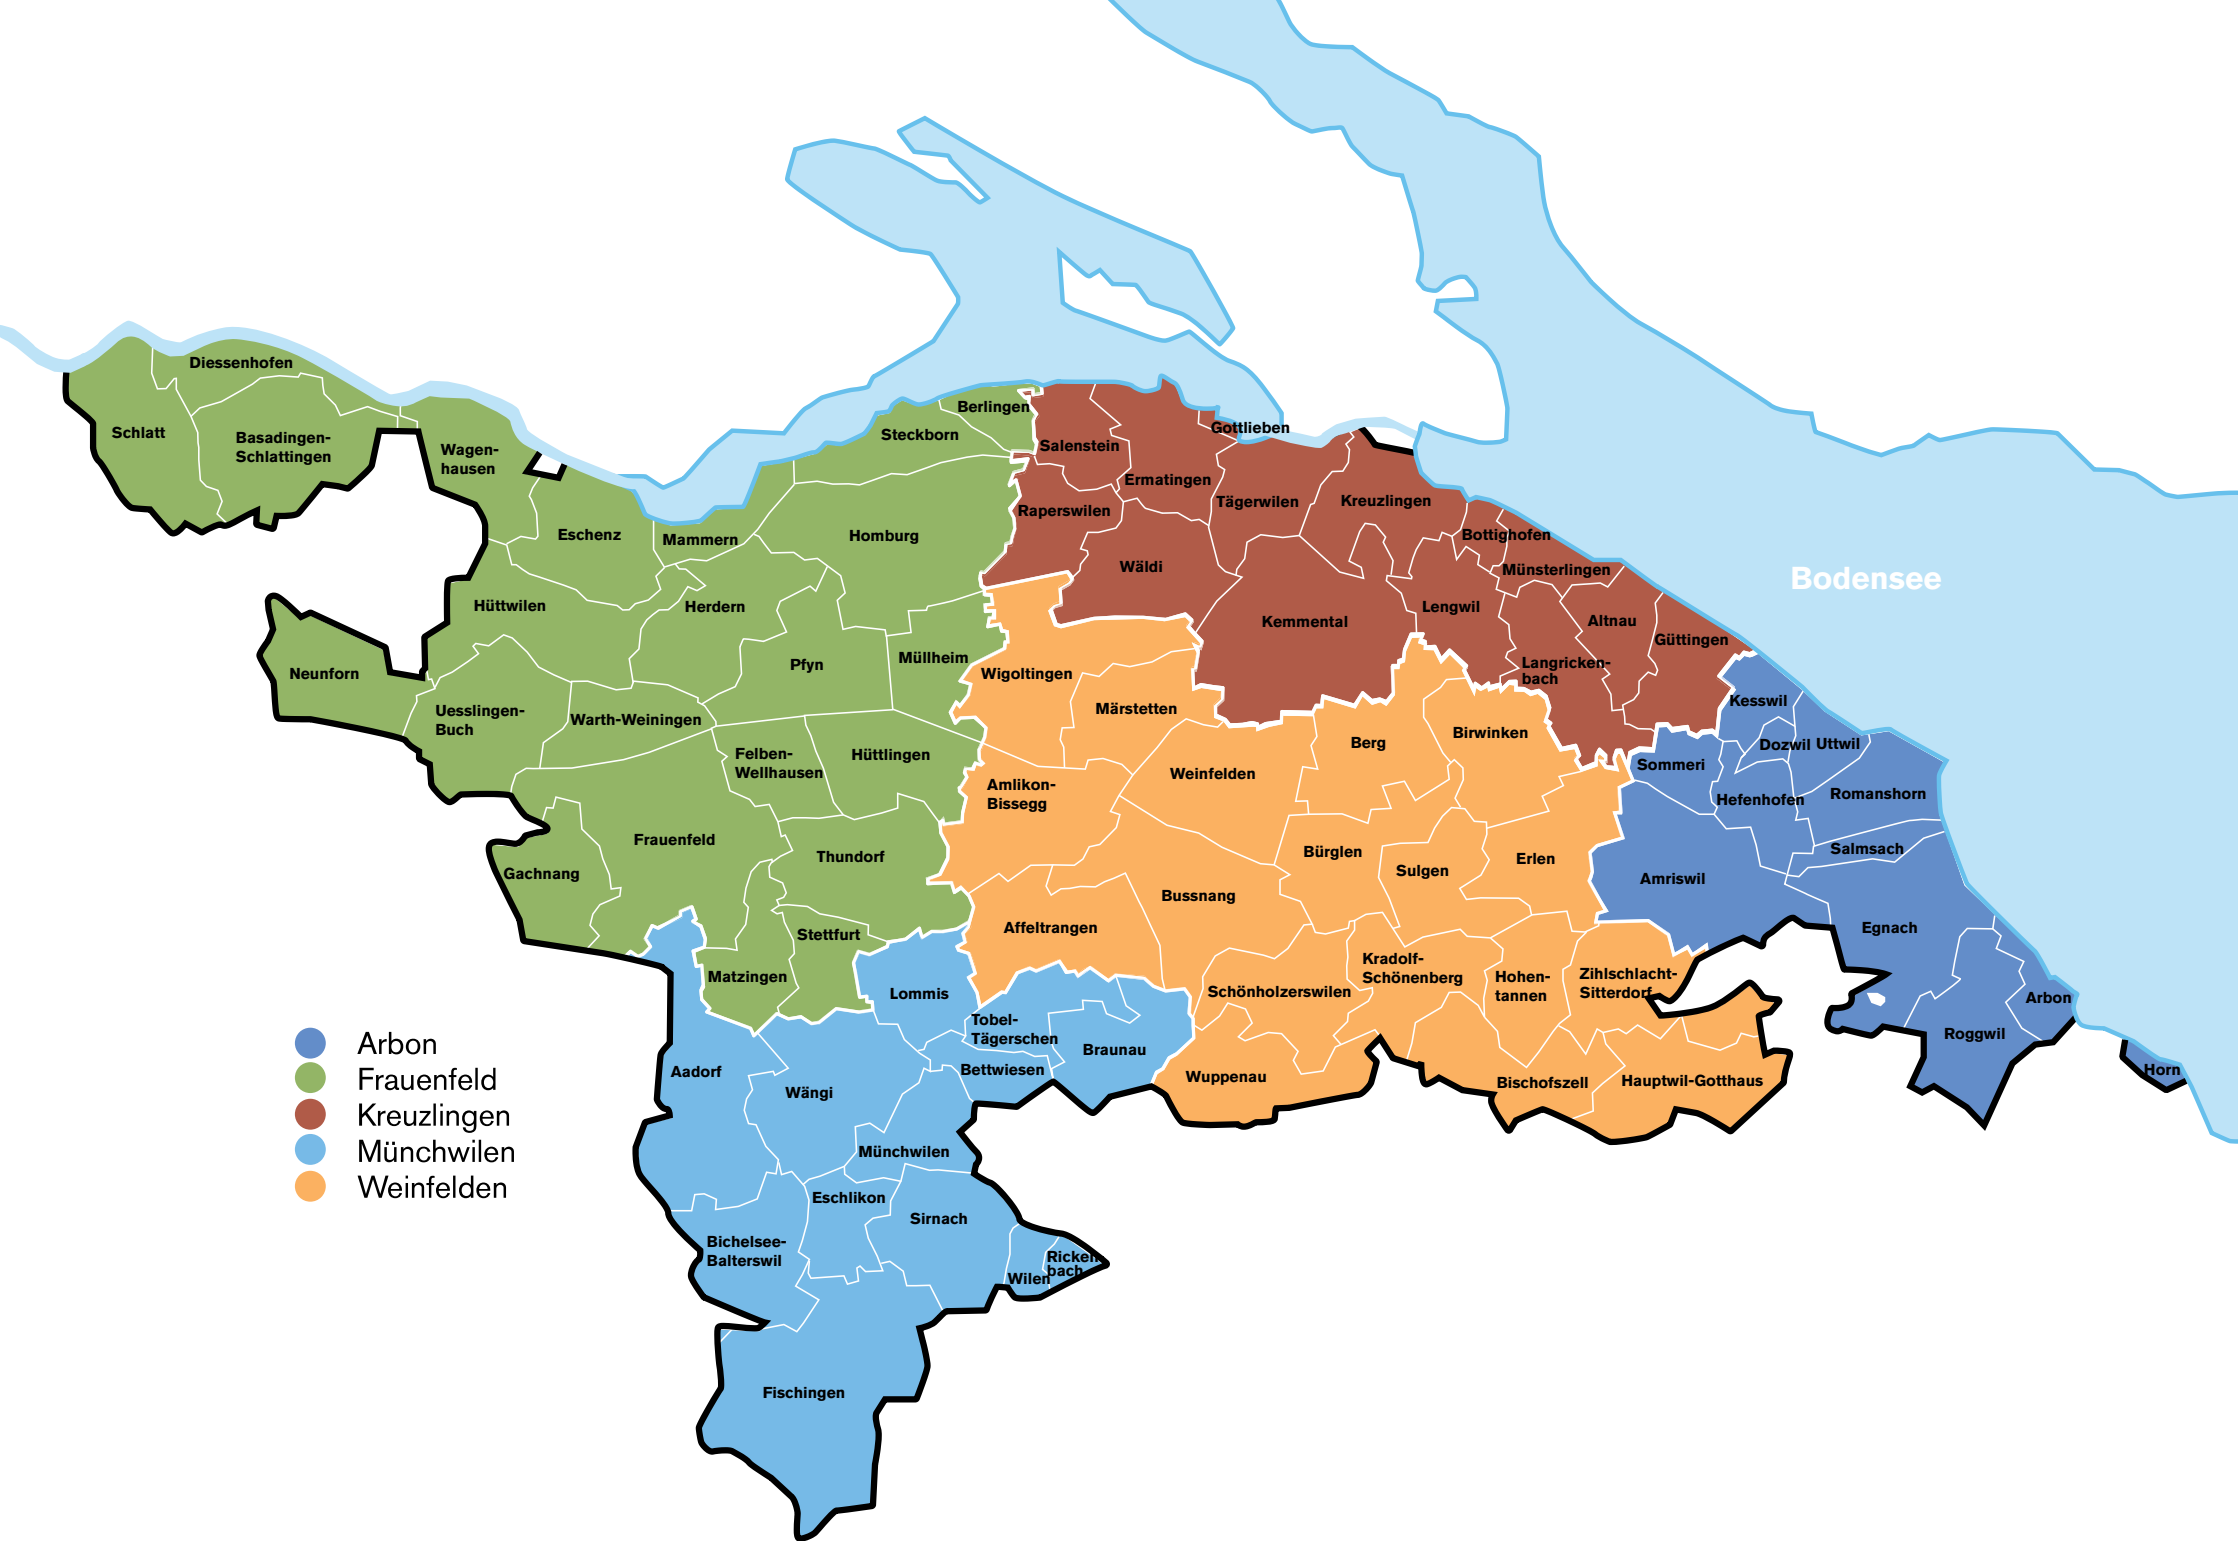 Diessenhofen
Schlatt
Basadingen-
Schlattingen
Wagen-
hausen
Berlingen
Steckborn
Salenstein
Gottlieben
Ermatingen
Tägerwilen
Kreuzlingen
Raperswilen
Eschenz
Mammern
Homburg
Bottighofen
Wäldi
Münsterlingen
Bodensee
Hüttwilen
Herdern
Lengwil
Kemmental
Altnau
Güttingen
Neunforn
Pfyn
Müllheim
Wigoltingen
Langricken-
bach
Uesslingen-
Buch
Warth-Weiningen
Märstetten
Kesswil
Felben-
Wellhausen
Hüttlingen
Berg
Birwinken
Dozwil
Uttwil
Amlikon-
Bissegg
Weinfelden
Sommeri
Hefenhofen
Romanshorn
Frauenfeld
Thundorf
Bürglen
Sulgen
Erlen
Salmsach
Gachnang
Amriswil
Bussnang
Affeltrangen
Egnach
Stettfurt
Matzingen
Lommis
Schönholzerswilen
Kradolf-
Schönenberg
Hohen-
tannen
Zihlschlacht-
Sitterdorf
Arbon
Roggwil
Horn
Tobel-
Tägerschen
Braunau
Bettwiesen
Wuppenau
Bischofszell
Hauptwil-Gotthaus
Aadorf
Wängi
Münchwilen
Eschlikon
Sirnach
Bichelsee-
Balterswil
Wilen
Ricken
bach
Fischingen
Arbon
Frauenfeld
Kreuzlingen
Münchwilen
Weinfelden